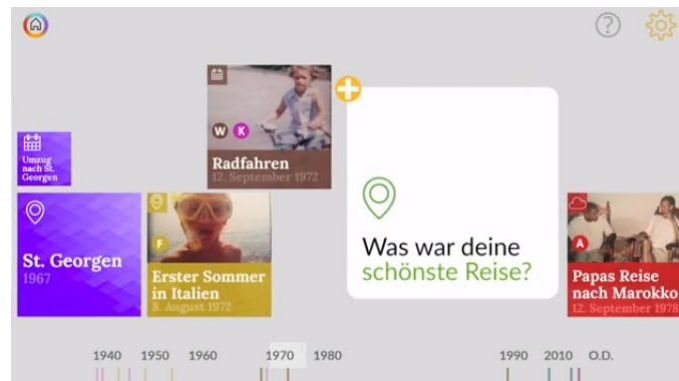 ?
W K
Radfahren
12. September 1972
Umzug
nach St.
Georgen
St. Georgen
1967
F
Erster Sommer
in Italien
8. August 1972
Was war deine
schönste Reise?
A
Papas Reise
nach Marokko
12. September 1978
1940 1950 1960 1970 1980 1990 2010 O.D.